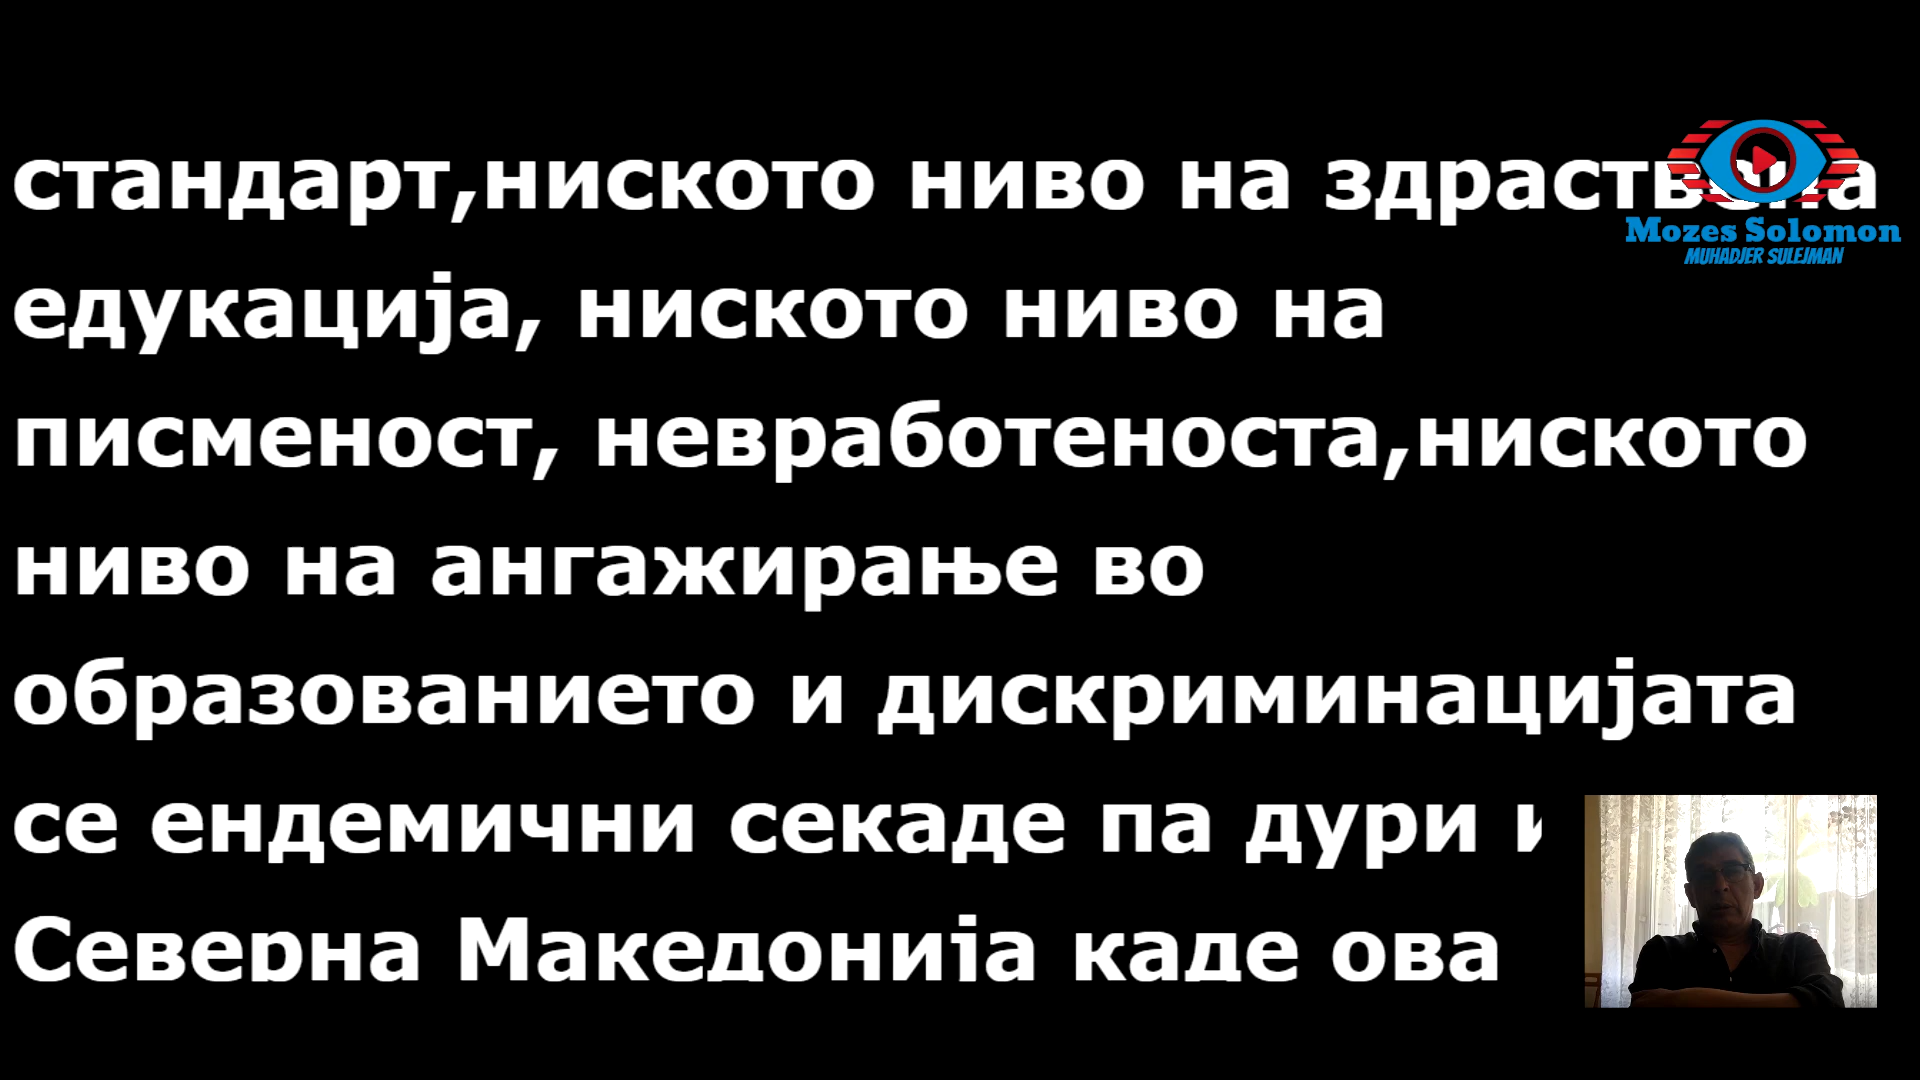 стандарт,ниското ниво на здраствена
Mozes Solomon
MUHADJER SULEJMAN
едукација, ниското ниво на
писменост, невработеноста,ниското
ниво на ангажирање во
образованието и дискриминацијата
се ендемични секаде па дури и
Северна Македонија каде ова